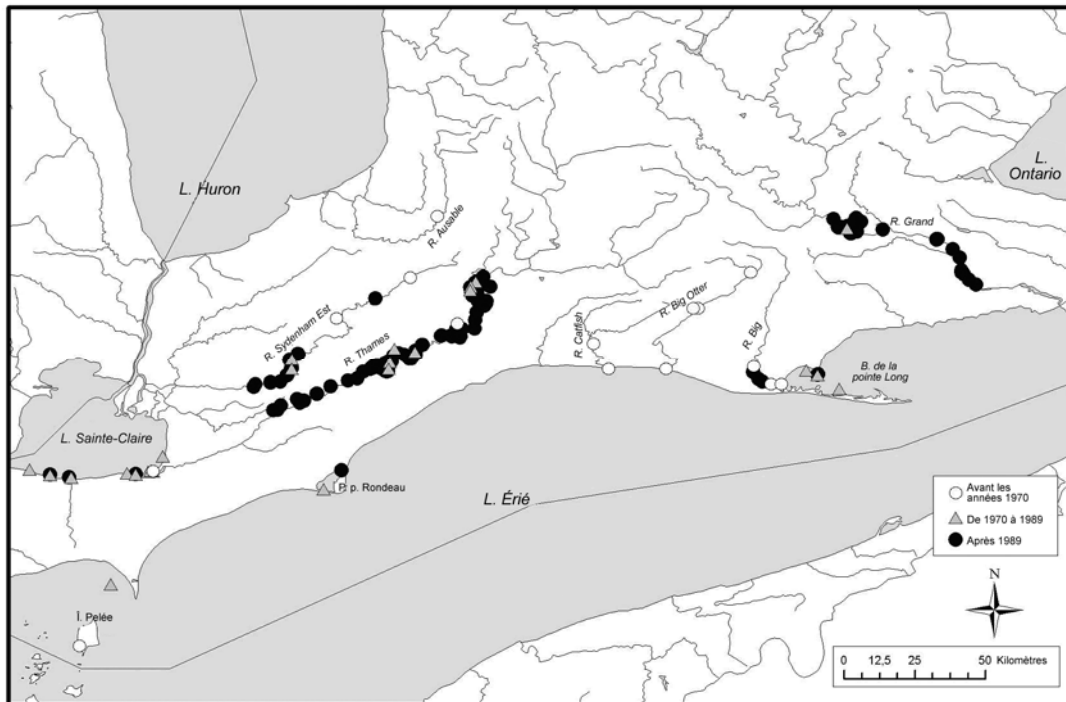 L. Huron
L.
Ontario
R. Ausable
R. Grand
R. Sydenham Est
R. Thames
R. Catfish
R. Big Otter
R. Big
B. de la
pointe Long
L. Sainte-Claire
P. p. Rondeau
L. Érié
Î. Pelée
Avant les
années 1970
De 1970 à 1989
Après 1989
N
0 12,5 25 50 Kilomètres